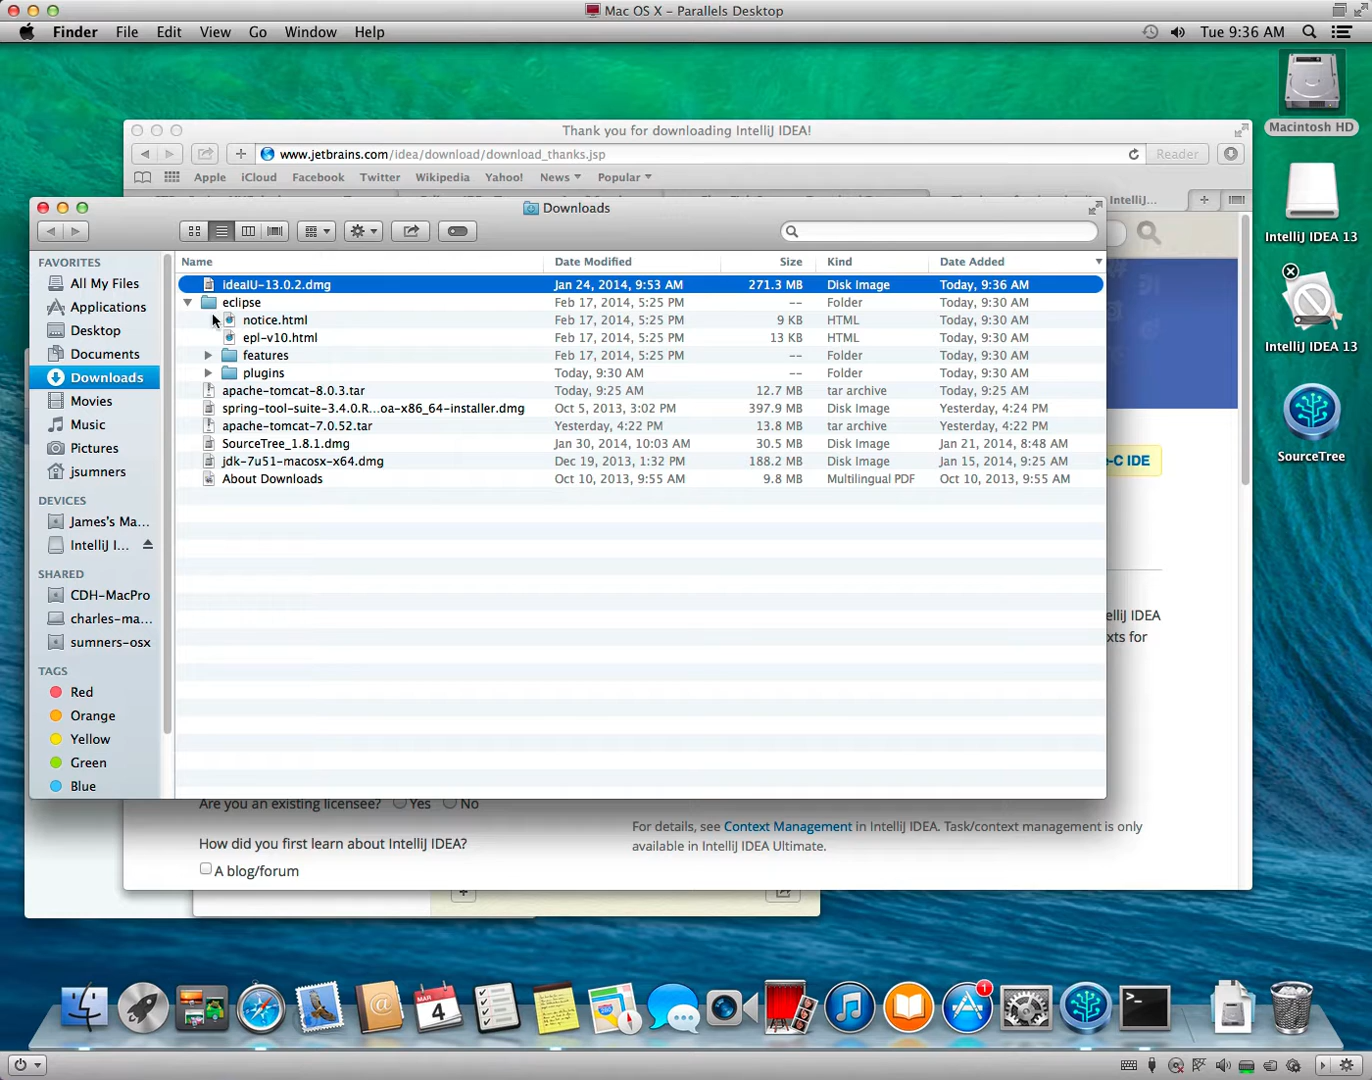 Mac OS X – Parallels Desktop
Finder File Edit View Go Window Help
Tue 9:36 AM
Macintosh HD
Thank you for downloading IntelliJ IDEA!
www.jetbrains.com/idea/download/download_thanks.jsp
Reader
Apple iCloud Facebook Twitter Wikipedia Yahoo! News Popular
IntelliJ...
Downloads
IntelliJ IDEA 13
IntelliJ IDEA 13
SourceTree
FAVORITES
All My Files
Applications
Desktop
Documents
Downloads
Movies
Music
Pictures
jsumners
DEVICES
James's Ma...
IntelliJ I...
SHARED
CDH-MacPro
charles-ma...
sumners-osx
TAGS
Red
Orange
Yellow
Green
Blue
Name Date Modified Size Kind Date Added
ideaIU-13.0.2.dmg Jan 24, 2014, 9:53 AM 271.3 MB Disk Image Today, 9:36 AM
eclipse Feb 17, 2014, 5:25 PM -- Folder Today, 9:30 AM
notice.html Feb 17, 2014, 5:25 PM 9 KB HTML Today, 9:30 AM
epl-v10.html Feb 17, 2014, 5:25 PM 13 KB HTML Today, 9:30 AM
features Feb 17, 2014, 5:25 PM -- Folder Today, 9:30 AM
plugins Today, 9:30 AM -- Folder Today, 9:30 AM
apache-tomcat-8.0.3.tar Today, 9:25 AM 12.7 MB tar archive Today, 9:25 AM
spring-tool-suite-3.4.0.R...oa-x86_64-installer.dmg Oct 5, 2013, 3:02 PM 397.9 MB Disk Image Yesterday, 4:24 PM
apache-tomcat-7.0.52.tar Yesterday, 4:22 PM 13.8 MB tar archive Yesterday, 4:22 PM
SourceTree_1.8.1.dmg Jan 30, 2014, 10:03 AM 30.5 MB Disk Image Jan 21, 2014, 8:48 AM
jdk-7u51-macosx-x64.dmg Dec 19, 2013, 1:32 PM 188.2 MB Disk Image Jan 15, 2014, 9:25 AM
About Downloads Oct 10, 2013, 9:55 AM 9.8 MB Multilingual PDF Oct 10, 2013, 9:55 AM
e-C IDE
elliJ IDEA
xts for
Are you an existing licensee? Yes No
How did you first learn about IntelliJ IDEA?
A blog/forum
For details, see Context Management in IntelliJ IDEA. Task/context management is only
available in IntelliJ IDEA Ultimate.
MAR
4
1